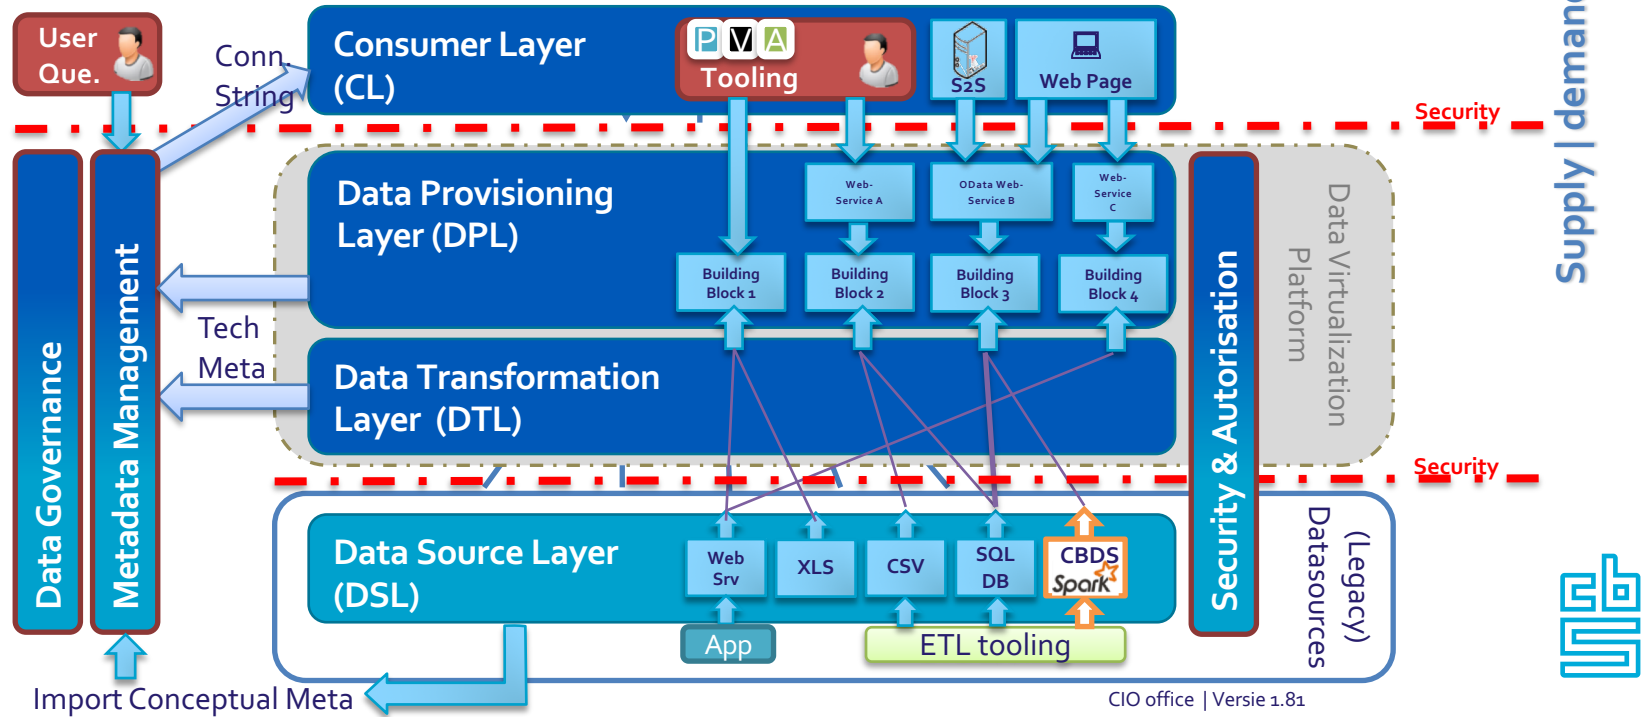 User
Que.
Conn.
String
Consumer Layer
(CL)
PVA
Tooling
S2S
Web Page
Security
Supply | demand
Data Governance
Metadata Management
Data Provisioning
Layer (DPL)
Web-
Service A
OData Web-
Service B
Web-
Service
C
Building
Block 1
Building
Block 2
Building
Block 3
Building
Block 4
Tech
Meta
Data Transformation
Layer (DTL)
Security & Autorisation
Data Virtualization
Platform
Security
Data Source Layer
(DSL)
Web
Srv
XLS
CSV
SQL
DB
CBDS
Spark
App
ETL tooling
(Legacy)
Datasources
Import Conceptual Meta
CIO office | Versie 1.81
cbs